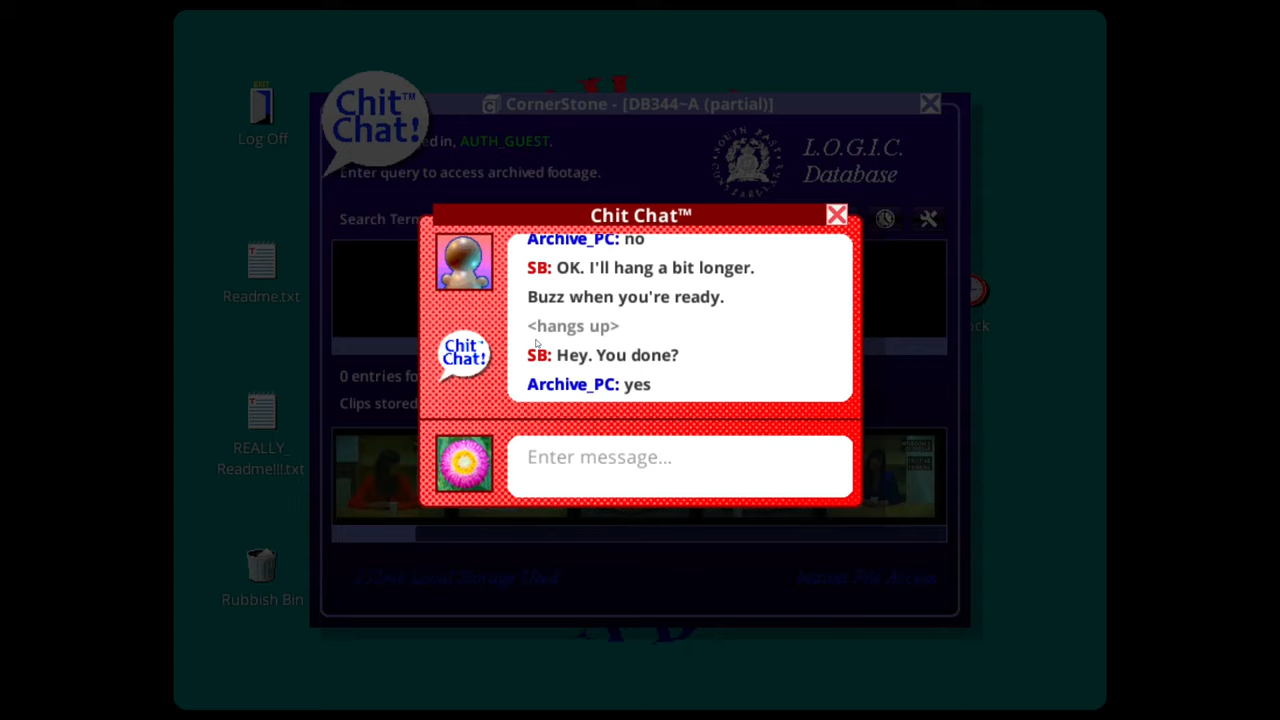 Chit
Chat!™
CornerStone - [DB344~A (partial)]
ed in, AUTH_GUEST.
Enter query to access archived footage.
L.O.G.I.C.
Database
Search Term
Log Off
Readme.txt
REALLY_
Readme!!!.txt
Rubbish Bin
Chit Chat™
Archive_PC: no
SB: OK. I'll hang a bit longer.
Buzz when you're ready.
<hangs up>
SB: Hey. You done?
Archive_PC: yes
Chit
Chat!
Enter message...
ck
0 entries fo
Clips stored